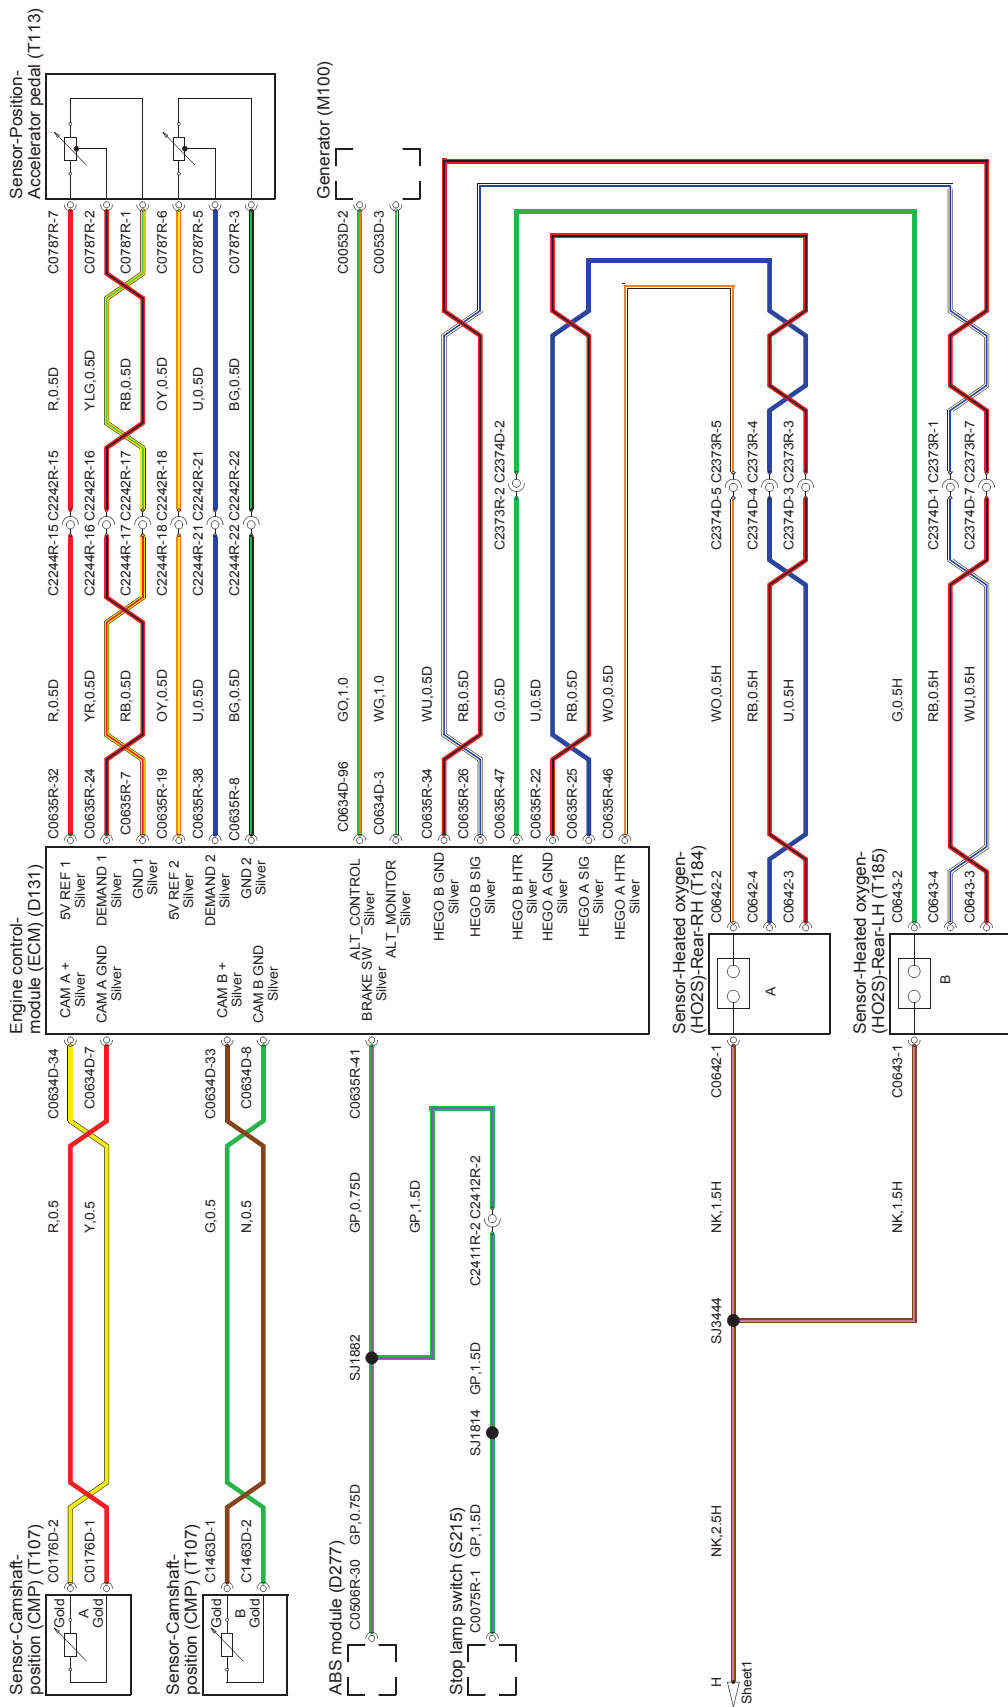 Sensor-Position-
Accelerator pedal (T113)
C0787R-7
C0787R-2
C0787R-1
C0787R-6
C0787R-5
C0787R-3
R,0.5D
YLG,0.5D
RB,0.5D
OY,0.5D
U,0.5D
BG,0.5D
C2244R-15 C2242R-15
C2244R-16 C2242R-16
C2244R-17 C2242R-17
C2244R-18 C2242R-18
C2244R-21 C2242R-21
C2244R-22 C2242R-22
R,0.5D
YR,0.5D
RB,0.5D
OY,0.5D
U,0.5D
BG,0.5D
C0635R-32
C0635R-24
C0635R-7
C0635R-19
C0635R-38
C0635R-8
Generator (M100)
C0053D-2
C0053D-3
GO,1.0
WG,1.0
C0634D-96
C0634D-3
C2373R-2 C2374D-2
WU,0.5D
RB,0.5D
G,0.5D
U,0.5D
RB,0.5D
WO,0.5D
C0635R-34
C0635R-26
C0635R-47
C0635R-22
C0635R-25
C0635R-46
C2374D-5 C2373R-5
C2374D-4 C2373R-4
C2374D-3 C2373R-3
C2374D-1 C2373R-1
C2374D-7 C2373R-7
WO,0.5H
RB,0.5H
U,0.5H
G,0.5H
RB,0.5H
WU,0.5H
C0642-2
C0642-4
C0642-3
C0643-2
C0643-4
C0643-3
Engine control-
module (ECM) (D131)
5V REF 1
Silver
DEMAND 1
Silver
GND 1
Silver
5V REF 2
Silver
DEMAND 2
Silver
GND 2
Silver
ALT_CONTROL
Silver
ALT_MONITOR
Silver
HEGO B GND
Silver
HEGO B SIG
Silver
HEGO B HTR
Silver
HEGO A GND
Silver
HEGO A SIG
Silver
HEGO A HTR
Silver
CAM A +
Silver
CAM A GND
Silver
CAM B +
Silver
CAM B GND
Silver
BRAKE SW
Silver
Sensor-Heated oxygen-
(HO2S)-Rear-RH (T184)
A
Sensor-Heated oxygen-
(HO2S)-Rear-LH (T185)
B
C0634D-34
C0634D-7
C0634D-33
C0634D-8
C0635R-41
C0642-1
C0643-1
R,0.5
Y,0.5
G,0.5
N,0.5
GP,0.75D
GP,1.5D
C2411R-2 C2412R-2
NK,1.5H
NK,1.5H
SJ1882
SJ1814
GP,1.5D
SJ3444
Sensor-Camshaft-
position (CMP) (T107)
C0176D-2
C0176D-1
Gold
A
Gold
Sensor-Camshaft-
position (CMP) (T107)
C1463D-1
C1463D-2
Gold
B
Gold
ABS module (D277)
C0506R-30
GP,0.75D
Stop lamp switch (S215)
C0075R-1
GP,1.5D
NK,2.5H
H
Sheet1